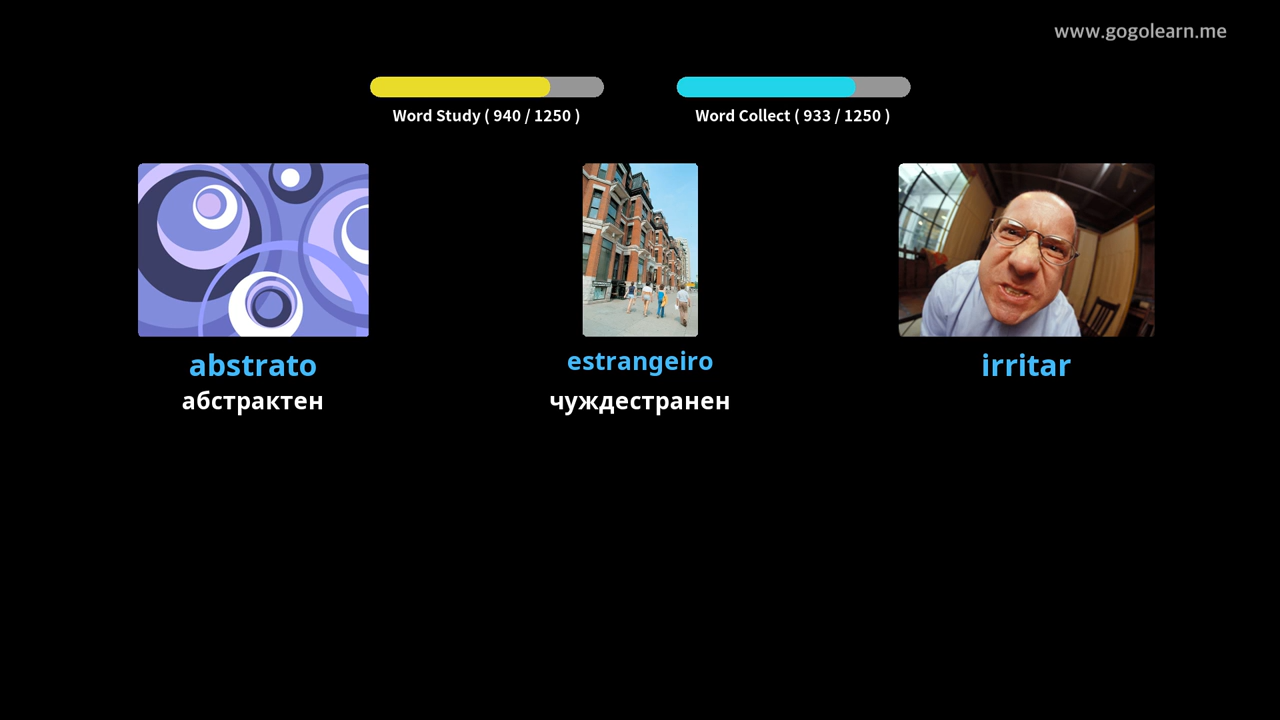 www.gogolearn.me
Word Study ( 940 / 1250 )
Word Collect ( 933 / 1250 )
abstrato
estrangeiro
irritar
абстрактен
чуждестранен